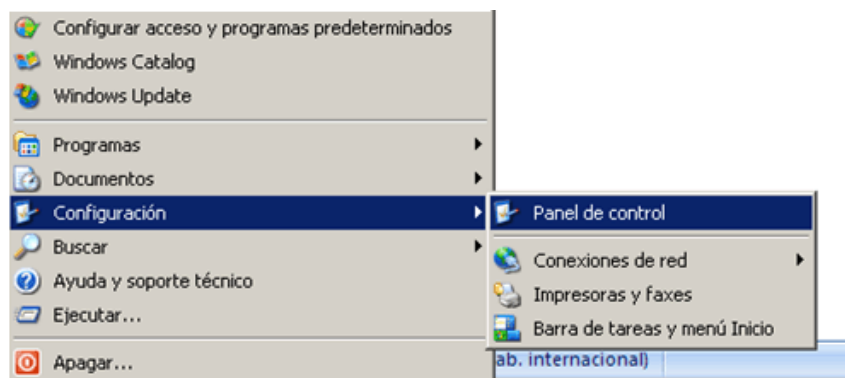 Configurar acceso y programas predeterminados
Windows Catalog
Windows Update
Programas
Documentos
Configuración
Buscar
Ayuda y soporte técnico
Ejecutar...
Apagar...
Panel de control
Conexiones de red
Impresoras y faxes
Barra de tareas y menú Inicio
ab. internacional)